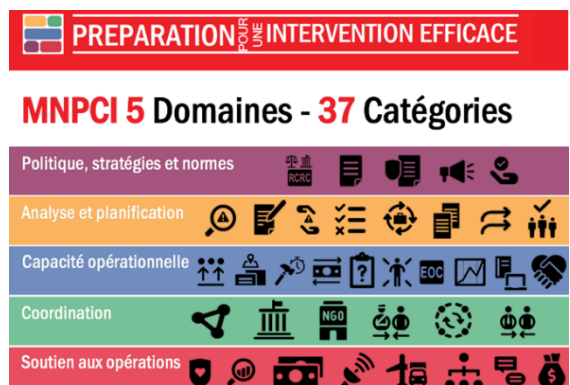 PREPARATION POUR UNE INTERVENTION EFFICACE
MNPCI 5 Domaines - 37 Catégories
Politique, stratégies et normes
RCRC
Analyse et planification
Capacité opérationnelle
EOC
Coordination
NGO
Soutien aux opérations